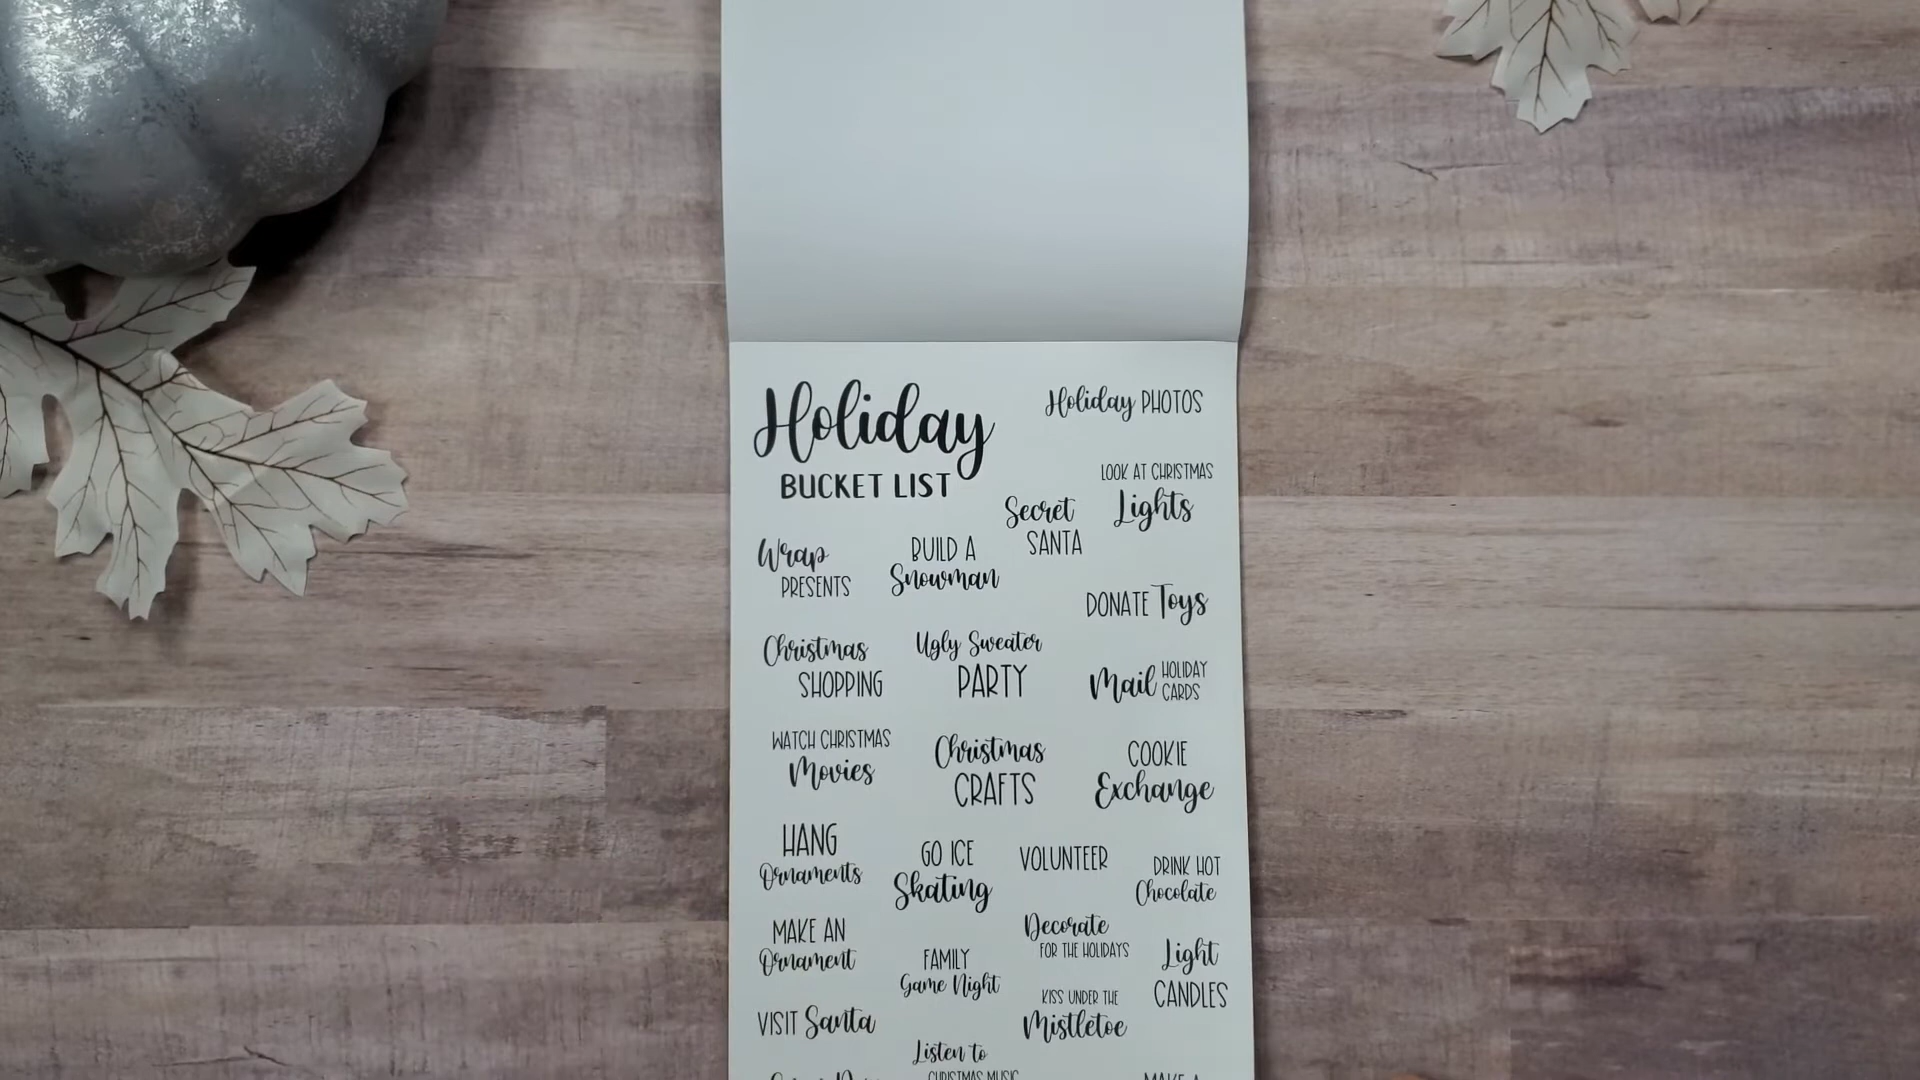 Holiday
BUCKET LIST
Holiday PHOTOS
LOOK AT CHRISTMAS
Lights
Secret
SANTA
Wrap
PRESENTS
BUILD A
Snowman
DONATE Toys
Christmas
SHOPPING
Ugly Sweater
PARTY
Mail HOLIDAY
CARDS
WATCH CHRISTMAS
Movies
Christmas
CRAFTS
COOKIE
Exchange
HANG
Ornaments
GO ICE
Skating
VOLUNTEER
DRINK HOT
Chocolate
MAKE AN
Ornament
FAMILY
Game Night
Decorate
FOR THE HOLIDAYS
Light
CANDLES
VISIT Santa
KISS UNDER THE
Mistletoe
Listen to
CHRISTMAS MUSIC
MAKE A